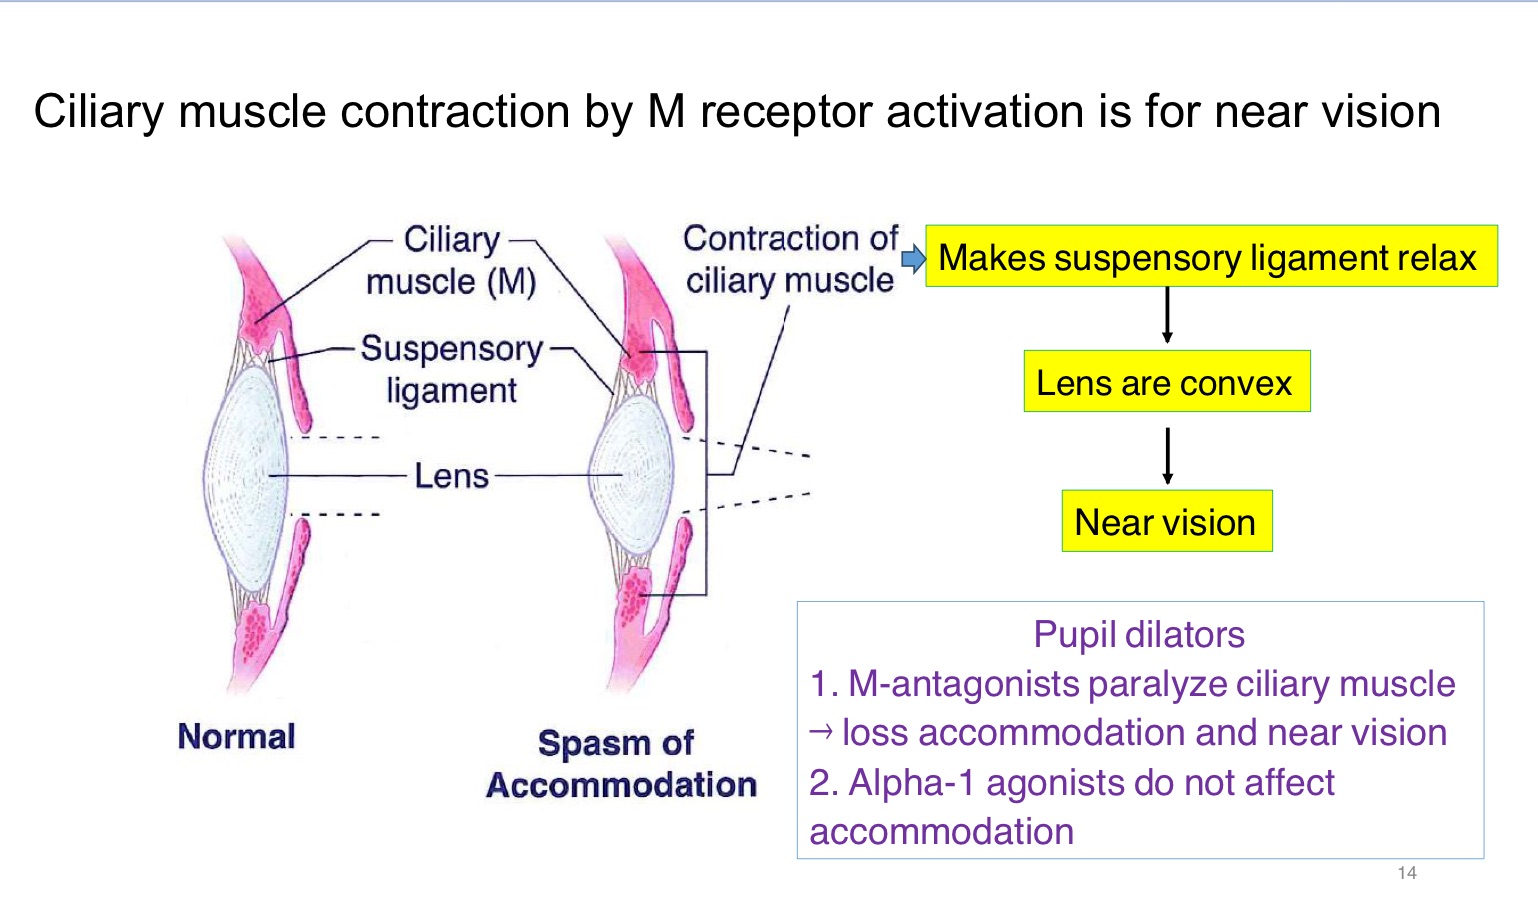 Ciliary muscle contraction by M receptor activation is for near vision
Ciliary
muscle (M)
Suspensory
ligament
Lens
Contraction of
ciliary muscle
Normal
Spasm of
Accommodation
Makes suspensory ligament relax
Lens are convex
Near vision
Pupil dilators
1. M-antagonists paralyze ciliary muscle
→ loss accommodation and near vision
2. Alpha-1 agonists do not affect
accommodation
14